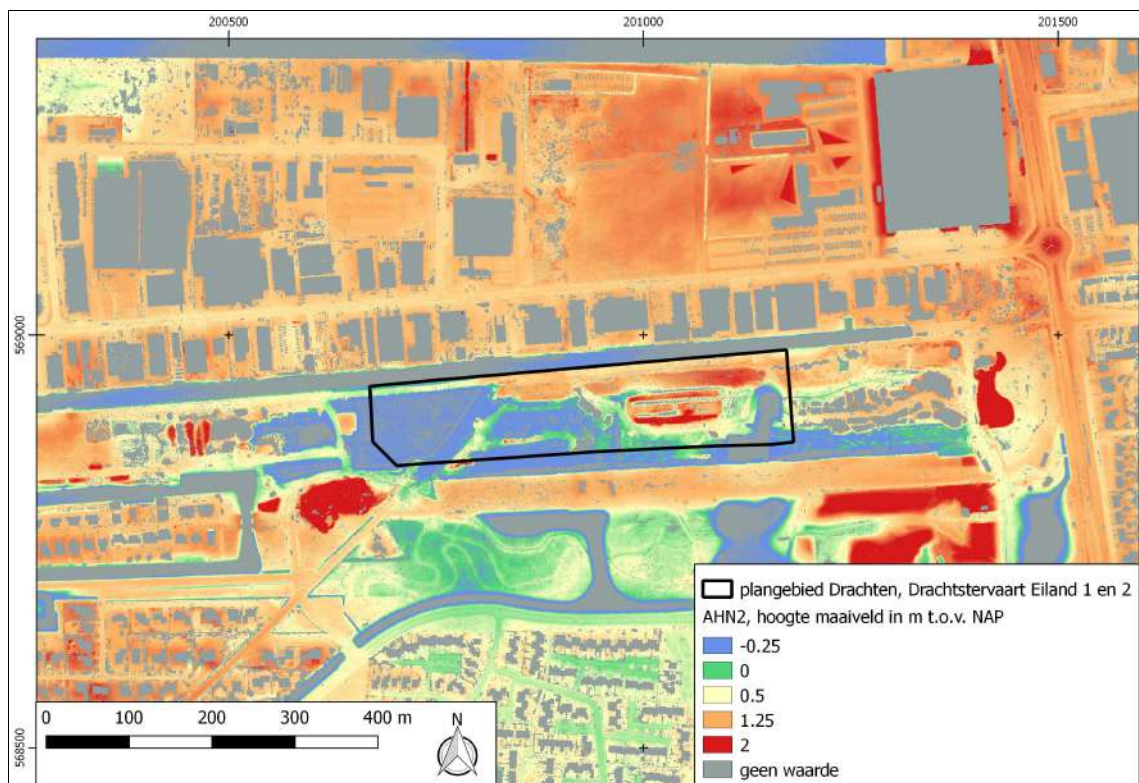 200500 201000 201500
569000
568500
plangebied Drachten, Drachtstervaart Eiland 1 en 2
AHN2, hoogte maaiveld in m t.o.v. NAP
-0.25
0
0.5
1.25
2
geen waarde
0 100 200 300 400 m
N